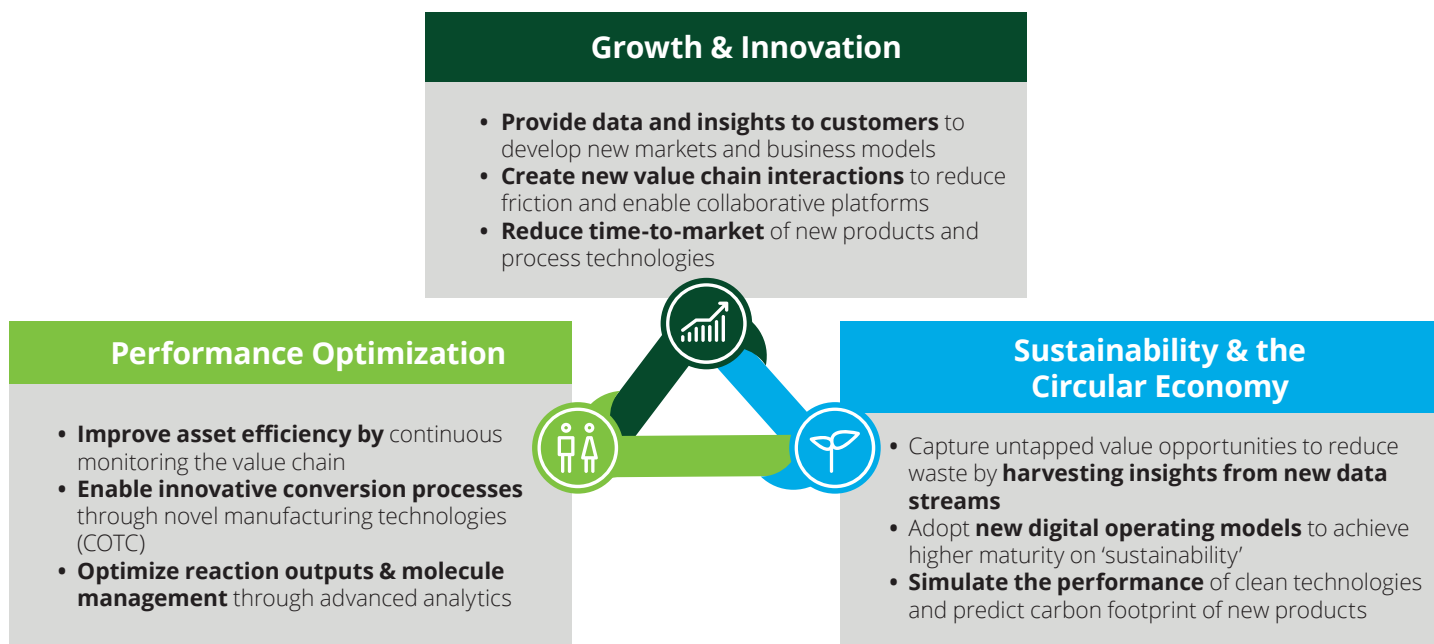 Growth & Innovation
• Provide data and insights to customers to
develop new markets and business models
• Create new value chain interactions to reduce
friction and enable collaborative platforms
• Reduce time-to-market of new products and
process technologies
Performance Optimization
• Improve asset efficiency by continuous
monitoring the value chain
• Enable innovative conversion processes
through novel manufacturing technologies
(COTC)
• Optimize reaction outputs & molecule
management through advanced analytics
Sustainability & the
Circular Economy
• Capture untapped value opportunities to reduce
waste by harvesting insights from new data
streams
• Adopt new digital operating models to achieve
higher maturity on ‘sustainability’
• Simulate the performance of clean technologies
and predict carbon footprint of new products